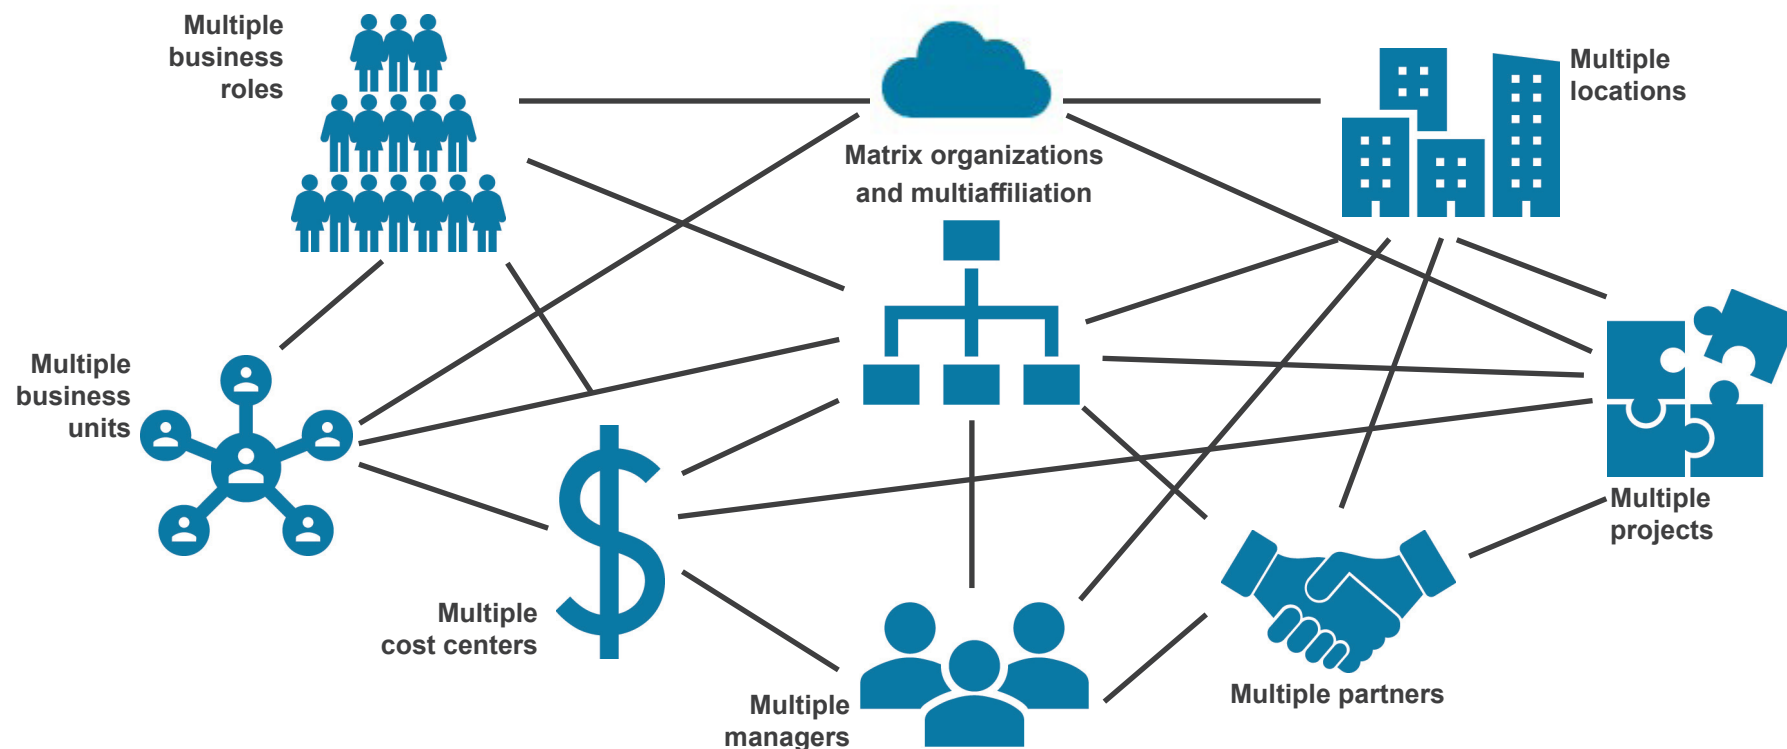 Multiple
business
roles
Matrix organizations
and multiaffiliation
Multiple
locations
Multiple
business
units
Multiple
cost centers
Multiple
managers
Multiple partners
Multiple
projects